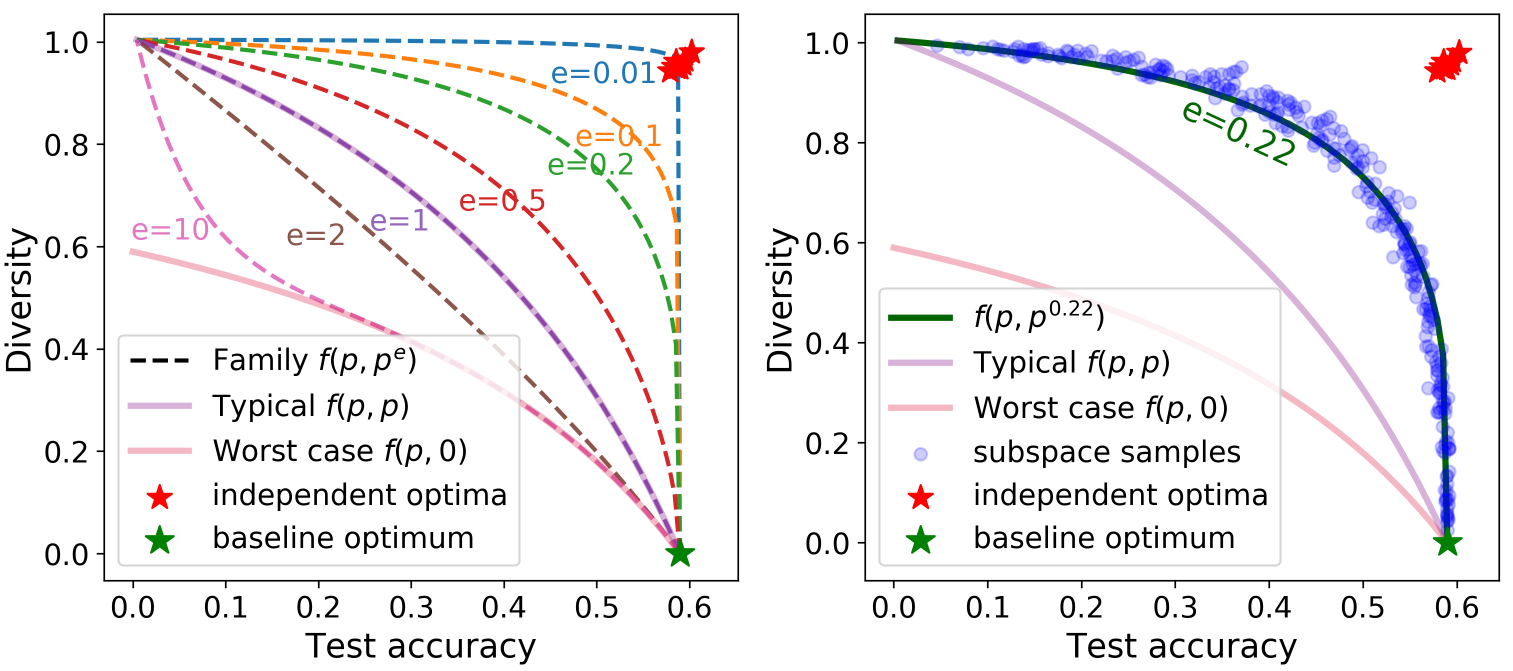 1.0
0.8
0.6
0.4
0.2
0.0
Diversity
e=0.01
e=0.1
e=0.2
e=0.5
e=1
e=2
e=10
Family f(p, p^e)
Typical f(p, p)
Worst case f(p, 0)
independent optima
baseline optimum
0.0 0.1 0.2 0.3 0.4 0.5 0.6
Test accuracy
1.0
0.8
0.6
0.4
0.2
0.0
Diversity
e=0.22
f(p, p^0.22)
Typical f(p, p)
Worst case f(p, 0)
subspace samples
independent optima
baseline optimum
0.0 0.1 0.2 0.3 0.4 0.5 0.6
Test accuracy